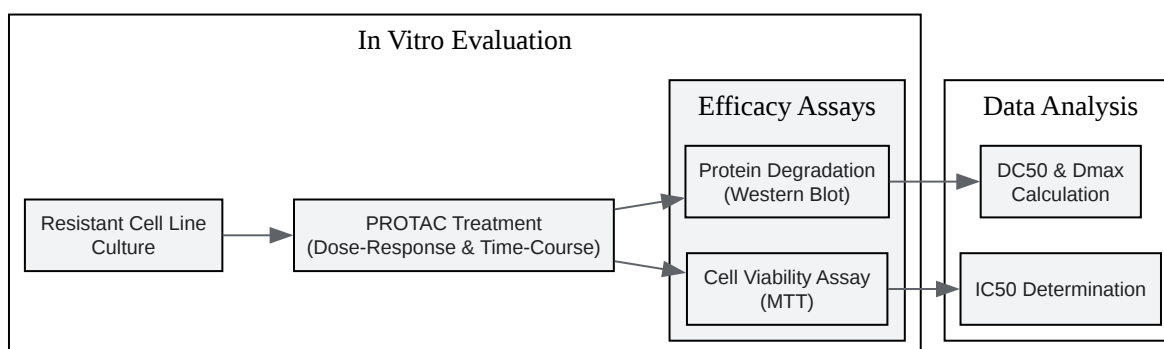 In Vitro Evaluation
Efficacy Assays
Data Analysis
Resistant Cell Line
Culture
PROTAC Treatment
(Dose-Response & Time-Course)
Protein Degradation
(Western Blot)
DC50 & Dmax
Calculation
Cell Viability Assay
(MTT)
IC50 Determination